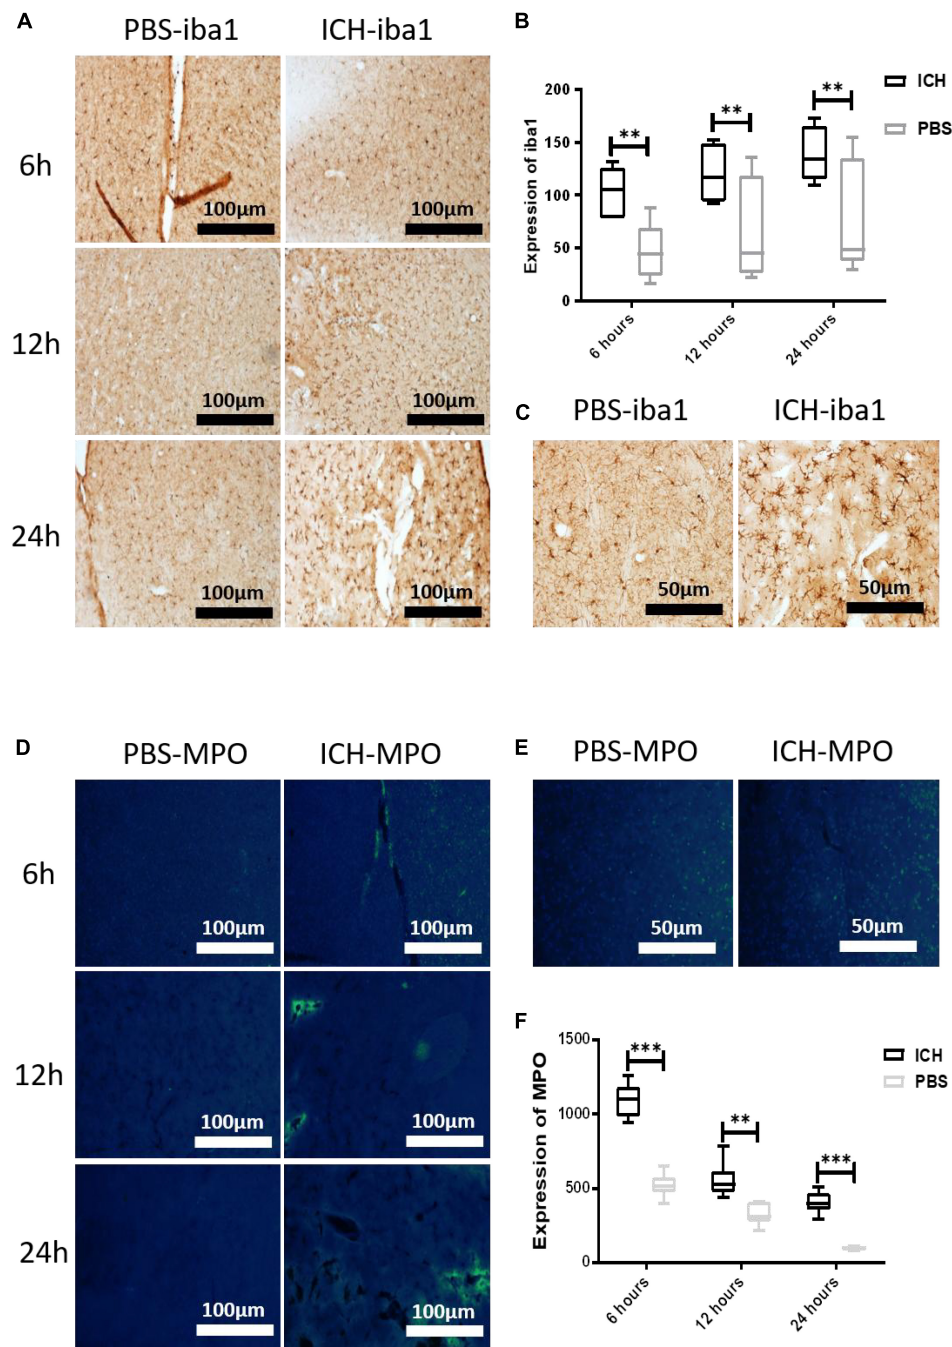 A
PBS-iba1
ICH-iba1
6h
100μm
100μm
12h
100μm
100μm
24h
100μm
100μm
B
Expression of iba1
200
150
100
50
0
**
**
**
ICH
PBS
6 hours
12 hours
24 hours
C
PBS-iba1
ICH-iba1
50μm
50μm
D
PBS-MPO
ICH-MPO
6h
100μm
100μm
12h
100μm
100μm
24h
100μm
100μm
E
PBS-MPO
ICH-MPO
50μm
50μm
F
Expression of MPO
1500
1000
500
0
***
**
***
ICH
PBS
6 hours
12 hours
24 hours